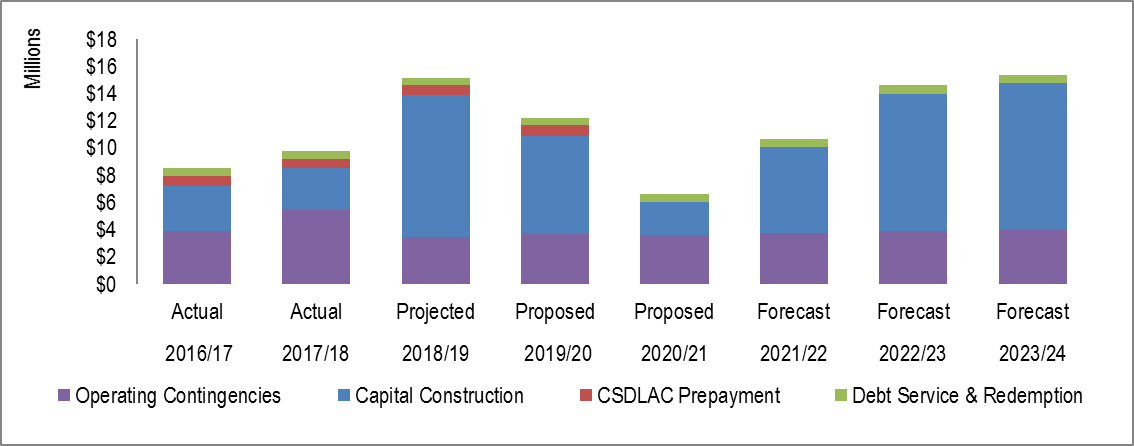 Millions
$18
$16
$14
$12
$10
$8
$6
$4
$2
$0
Actual Actual Projected Proposed Proposed Forecast Forecast Forecast
2016/17 2017/18 2018/19 2019/20 2020/21 2021/22 2022/23 2023/24
Operating Contingencies Capital Construction CSDLAC Prepayment Debt Service & Redemption